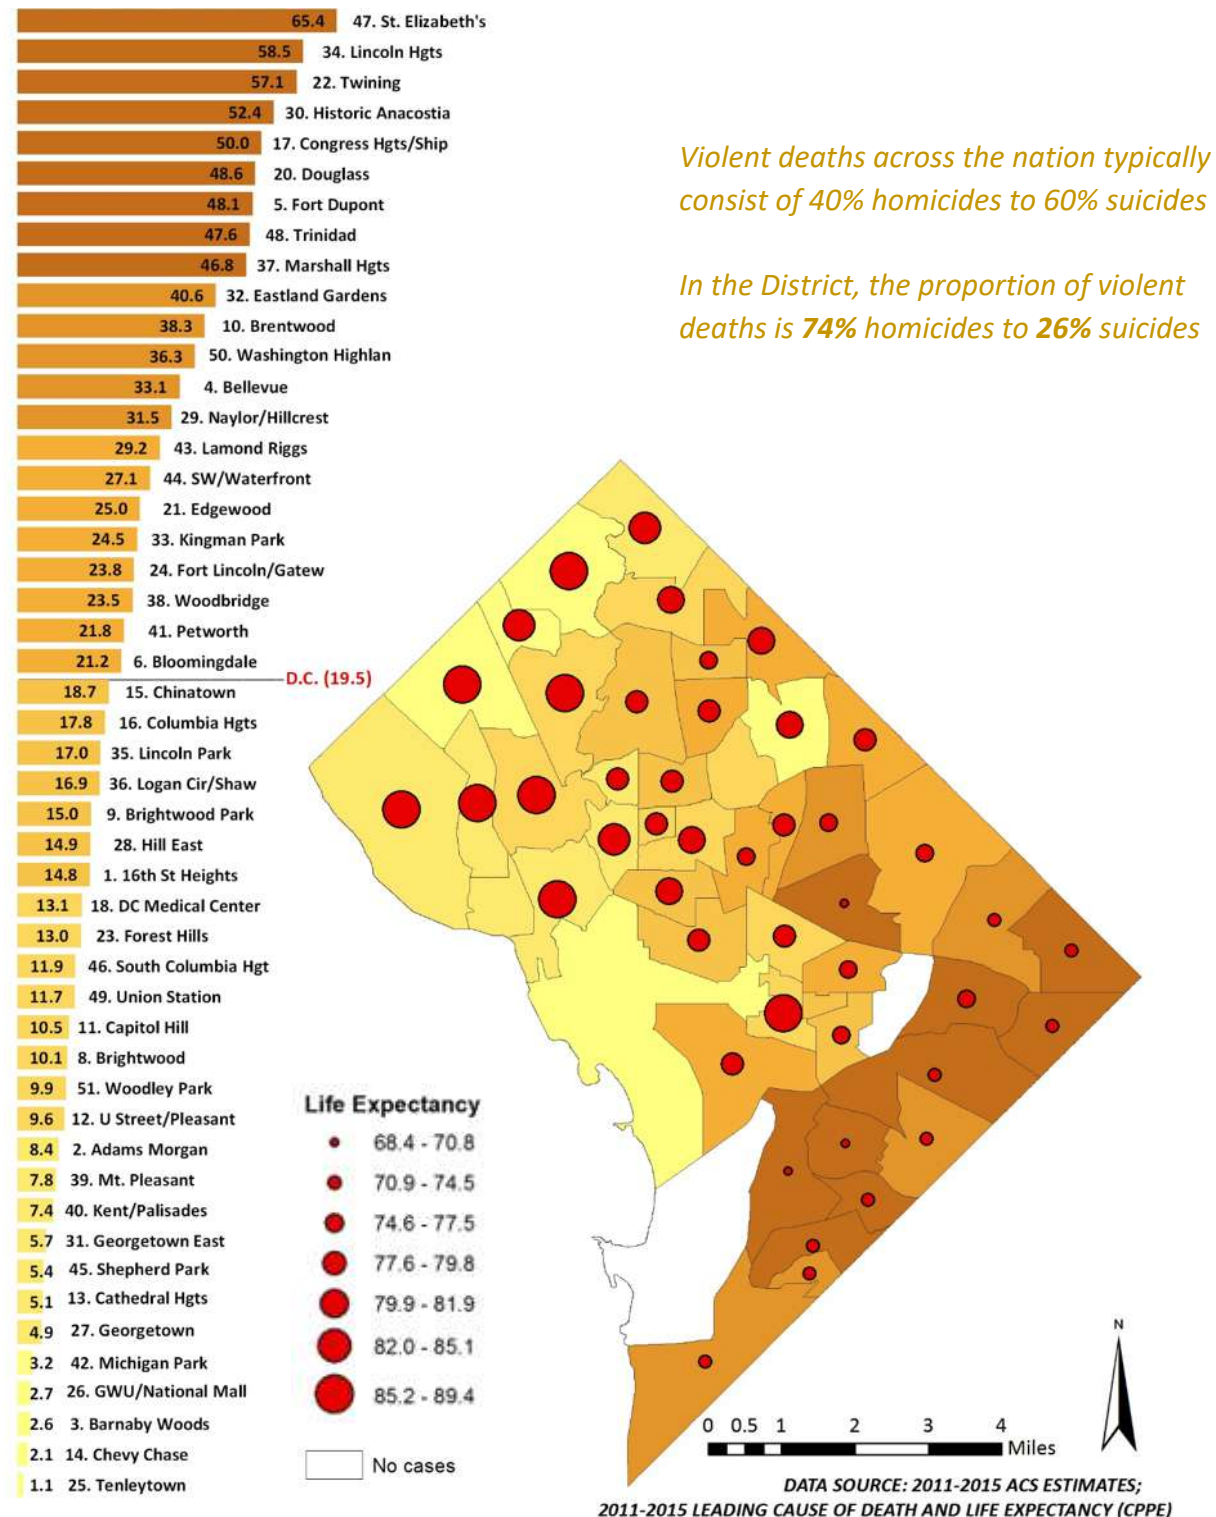 65.4 47. St. Elizabeth's
58.5 34. Lincoln Hgts
57.1 22. Twining
52.4 30. Historic Anacostia
50.0 17. Congress Hgts/Ship
48.6 20. Douglass
48.1 5. Fort Dupont
47.6 48. Trinidad
46.8 37. Marshall Hgts
40.6 32. Eastland Gardens
38.3 10. Brentwood
36.3 50. Washington Highlan
33.1 4. Bellevue
31.5 29. Naylor/Hillcrest
29.2 43. Lamond Riggs
27.1 44. SW/Waterfront
25.0 21. Edgewood
24.5 33. Kingman Park
23.8 24. Fort Lincoln/Gatew
23.5 38. Woodbridge
21.8 41. Petworth
21.2 6. Bloomingdale
D.C. (19.5)
18.7 15. Chinatown
17.8 16. Columbia Hgts
17.0 35. Lincoln Park
16.9 36. Logan Cir/Shaw
15.0 9. Brightwood Park
14.9 28. Hill East
14.8 1. 16th St Heights
13.1 18. DC Medical Center
13.0 23. Forest Hills
11.9 46. South Columbia Hgt
11.7 49. Union Station
10.5 11. Capitol Hill
10.1 8. Brightwood
9.9 51. Woodley Park
9.6 12. U Street/Pleasant
8.4 2. Adams Morgan
7.8 39. Mt. Pleasant
7.4 40. Kent/Palisades
5.7 31. Georgetown East
5.4 45. Shepherd Park
5.1 13. Cathedral Hgts
4.9 27. Georgetown
3.2 42. Michigan Park
2.7 26. GWU/National Mall
2.6 3. Barnaby Woods
2.1 14. Chevy Chase
1.1 25. Tenleytown
Violent deaths across the nation typically
consist of 40% homicides to 60% suicides
In the District, the proportion of violent
deaths is 74% homicides to 26% suicides
Life Expectancy
68.4 - 70.8
70.9 - 74.5
74.6 - 77.5
77.6 - 79.8
79.9 - 81.9
82.0 - 85.1
85.2 - 89.4
No cases
N
0 0.5 1 2 3 4
Miles
DATA SOURCE: 2011-2015 ACS ESTIMATES;
2011-2015 LEADING CAUSE OF DEATH AND LIFE EXPECTANCY (CPPE)